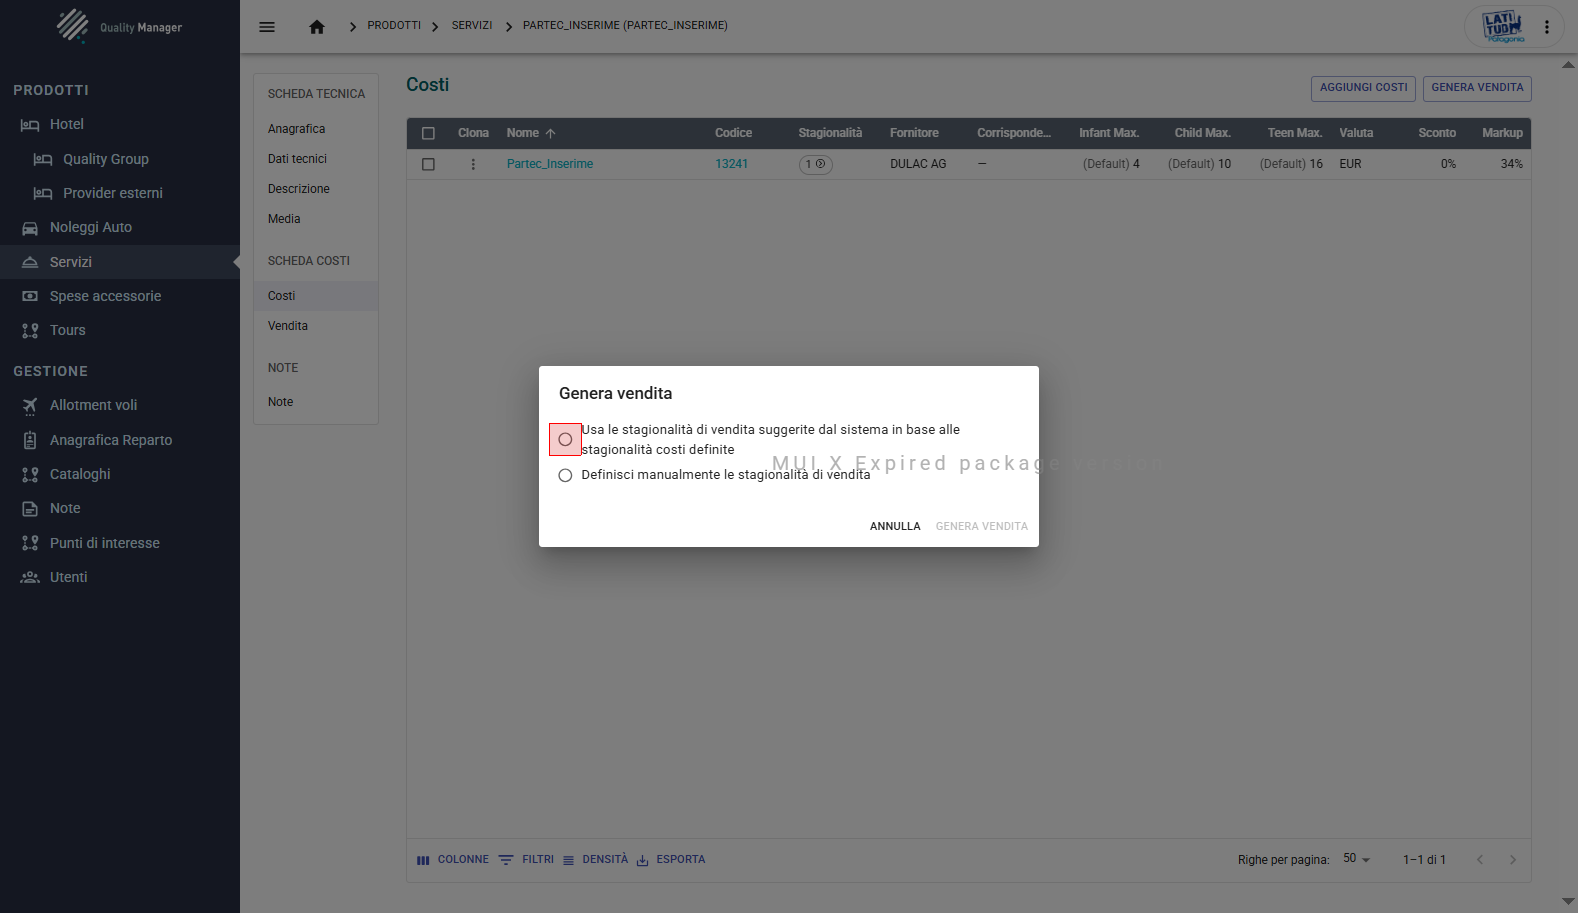 Quality Manager
PRODOTTI
SERVIZI
PARTEC_INSERIME (PARTEC_INSERIME)
LATITUD
Patagonia
PRODOTTI
Hotel
Quality Group
Provider esterni
Noleggi Auto
Servizi
Spese accessorie
Tours
GESTIONE
Allotment voli
Anagrafica Reparto
Cataloghi
Note
Punti di interesse
Utenti
SCHEDA TECNICA
Anagrafica
Dati tecnici
Descrizione
Media
SCHEDA COSTI
Costi
Vendita
NOTE
Note
Costi
AGGIUNGI COSTI
GENERA VENDITA
Clona Nome Codice Stagionalità Fornitore Corrisponde... Infant Max. Child Max. Teen Max. Valuta Sconto Markup
Partec_Inserime 13241 1 DULAC AG — (Default) 4 (Default) 10 (Default) 16 EUR 0% 34%
Genera vendita
Usa le stagionalità di vendita suggerite dal sistema in base alle
stagionalità costi definite
MUI X Expired package version
Definisci manualmente le stagionalità di vendita
ANNULLA GENERA VENDITA
COLONNE FILTRI DENSITÀ ESPORTA
Righe per pagina: 50 1–1 di 1